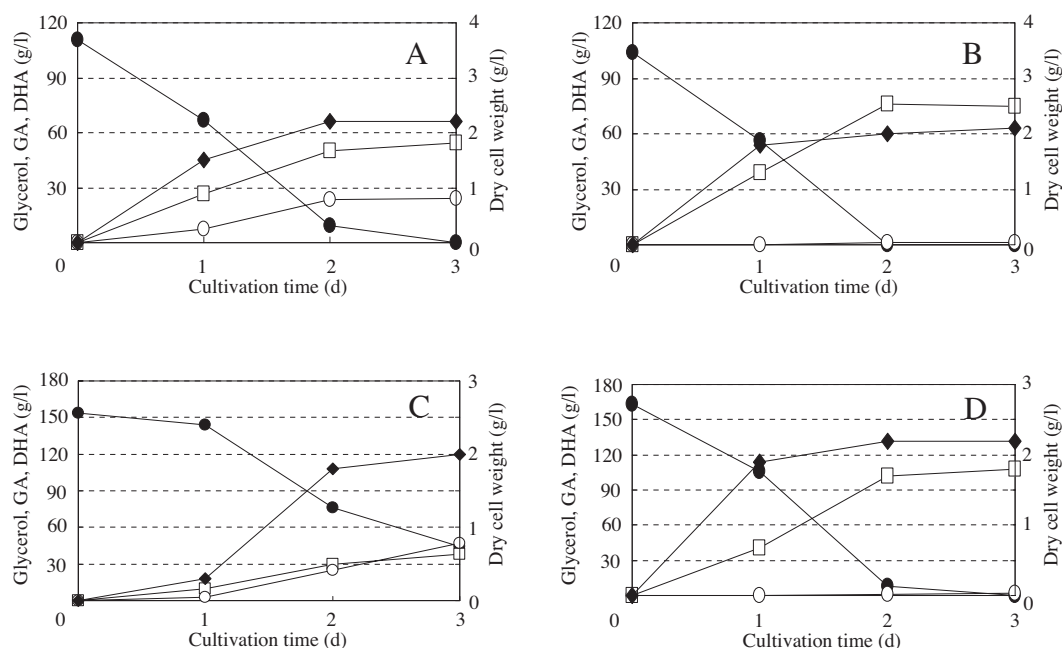 A
Glycerol, GA, DHA (g/l)
120
90
60
30
0
4
3
2
1
0
Dry cell weight (g/l)
1 2 3
Cultivation time (d)
B
Glycerol, GA, DHA (g/l)
120
90
60
30
0
4
3
2
1
0
Dry cell weight (g/l)
1 2 3
Cultivation time (d)
C
Glycerol, GA, DHA (g/l)
180
150
120
90
60
30
0
3
2
1
0
Dry cell weight (g/l)
1 2 3
Cultivation time (d)
D
Glycerol, GA, DHA (g/l)
180
150
120
90
60
30
0
3
2
1
0
Dry cell weight (g/l)
1 2 3
Cultivation time (d)